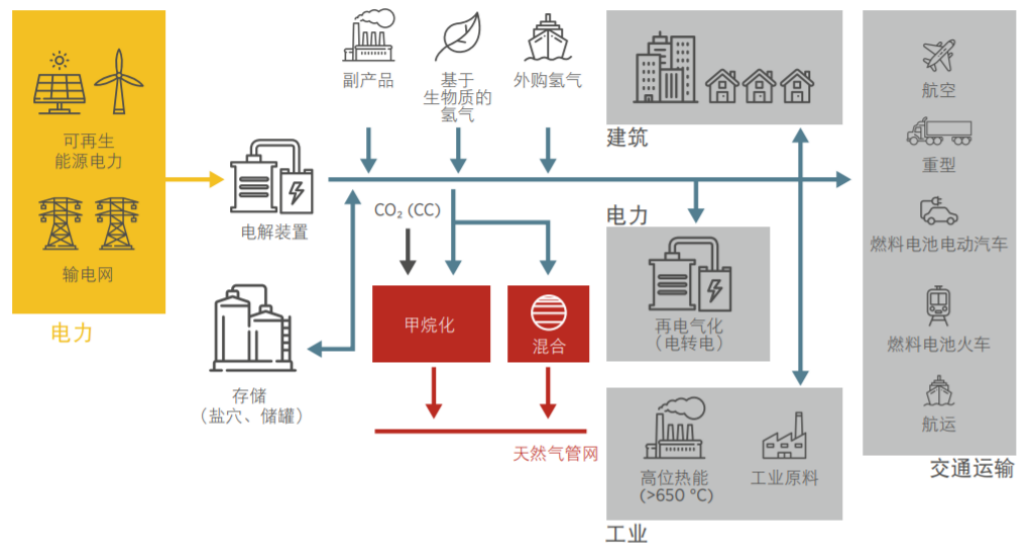 可再生
能源电力
输电网
电力
电解装置
存储
（盐穴、储罐）
副产品
基于
生物质的
氢气
外购氢气
CO₂ (CC)
甲烷化
混合
天然气管网
建筑
电力
再电气化
（电转电）
高位热能
(>650 °C)
工业原料
工业
航空
重型
燃料电池电动汽车
燃料电池火车
航运
交通运输